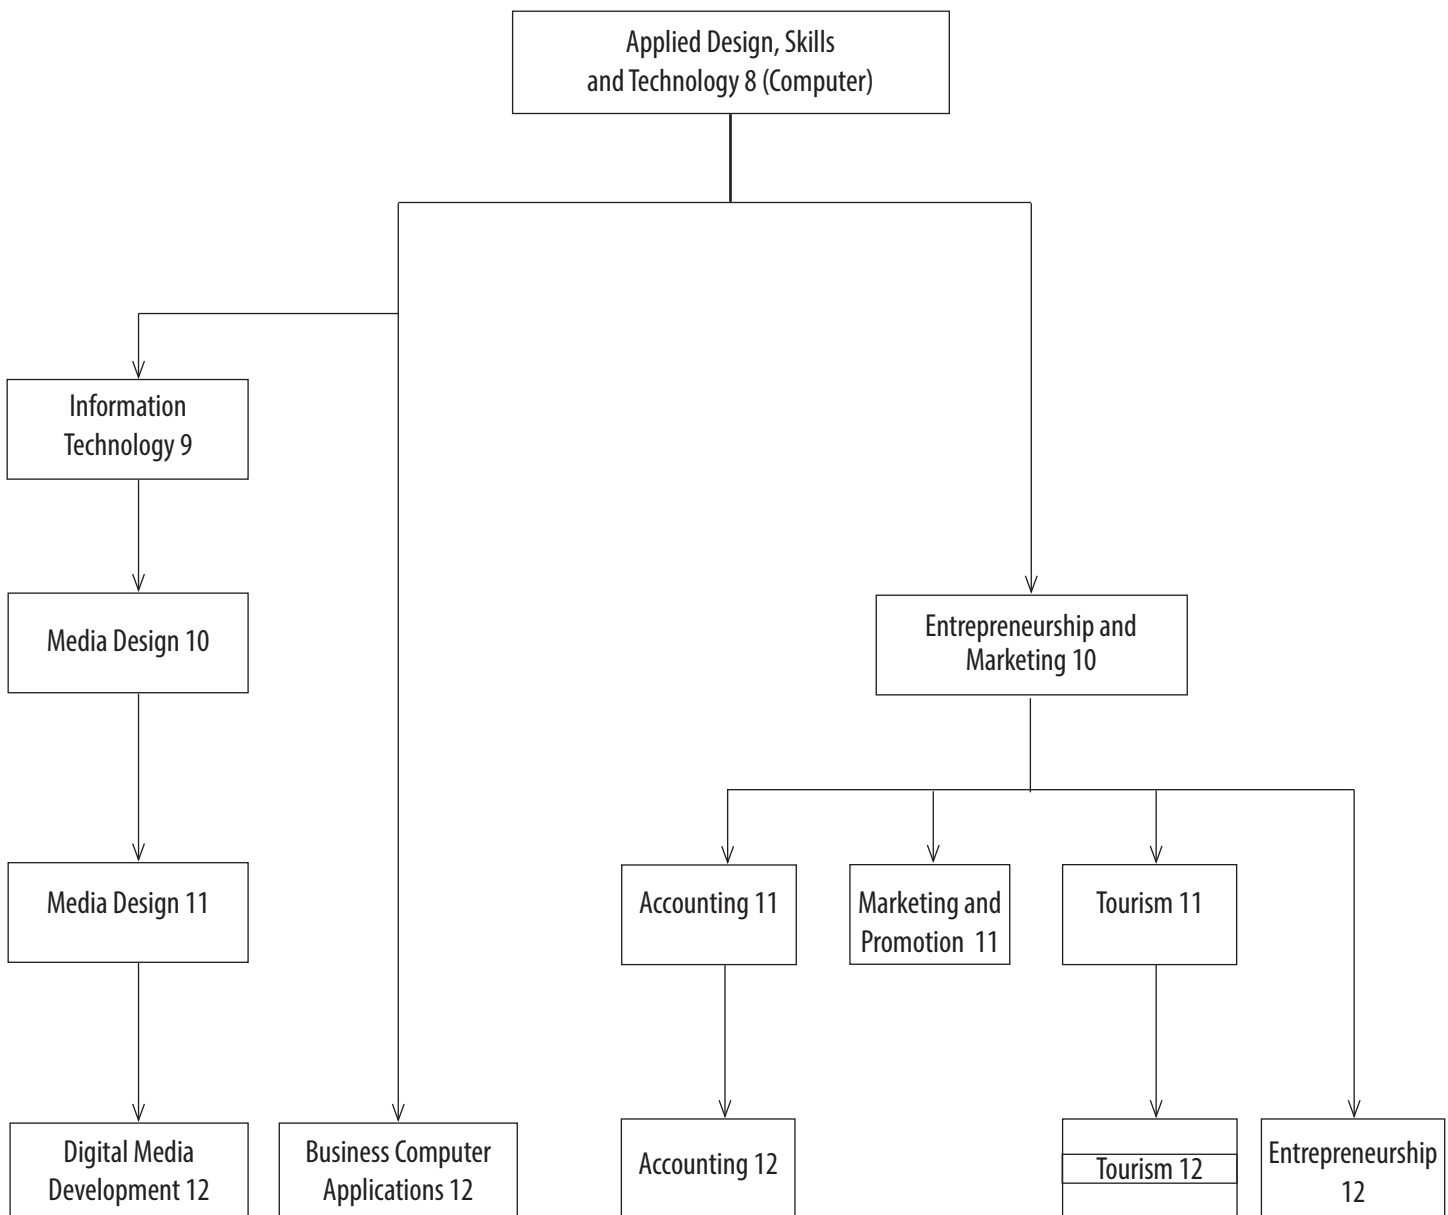 Applied Design, Skills
and Technology 8 (Computer)
Information
Technology 9
Media Design 10
Entrepreneurship and
Marketing 10
Media Design 11
Accounting 11
Marketing and
Promotion 11
Tourism 11
Digital Media
Development 12
Business Computer
Applications 12
Accounting 12
Tourism 12
Entrepreneurship
12